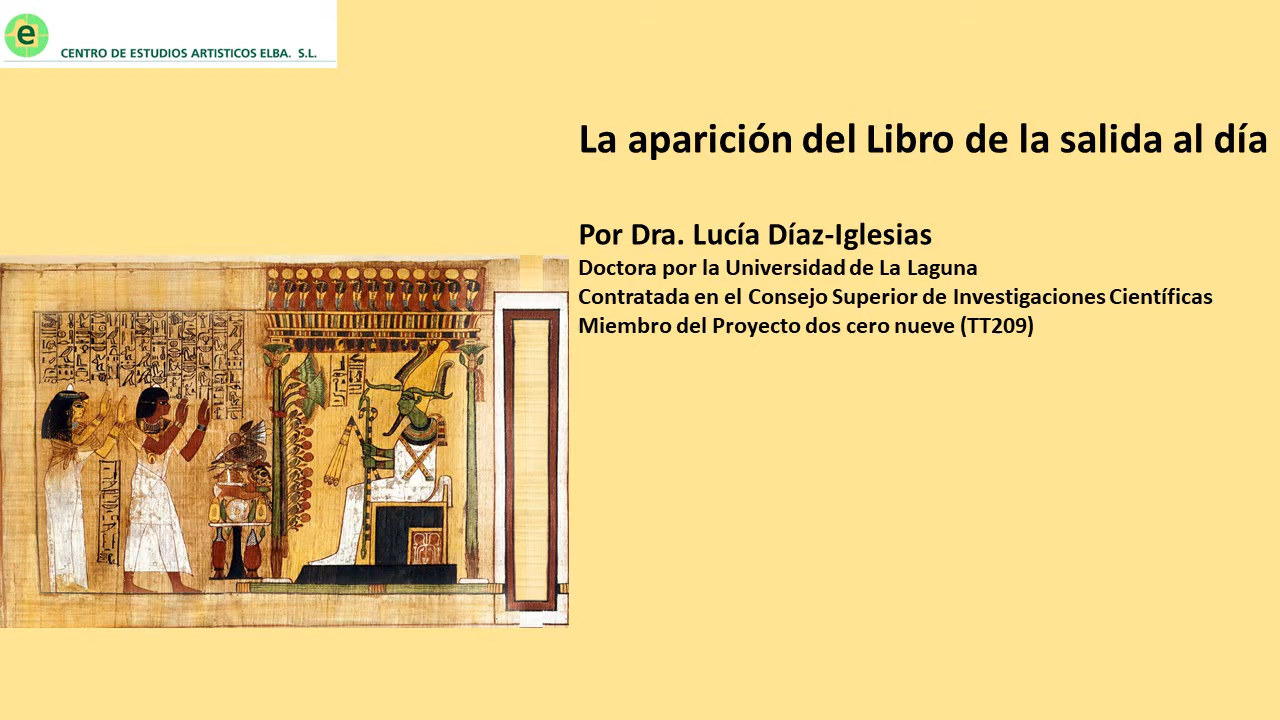 e
CENTRO DE ESTUDIOS ARTISTICOS ELBA. S.L.
La aparición del Libro de la salida al día
Por Dra. Lucía Díaz-Iglesias
Doctora por la Universidad de La Laguna
Contratada en el Consejo Superior de Investigaciones Científicas
Miembro del Proyecto dos cero nueve (TT209)